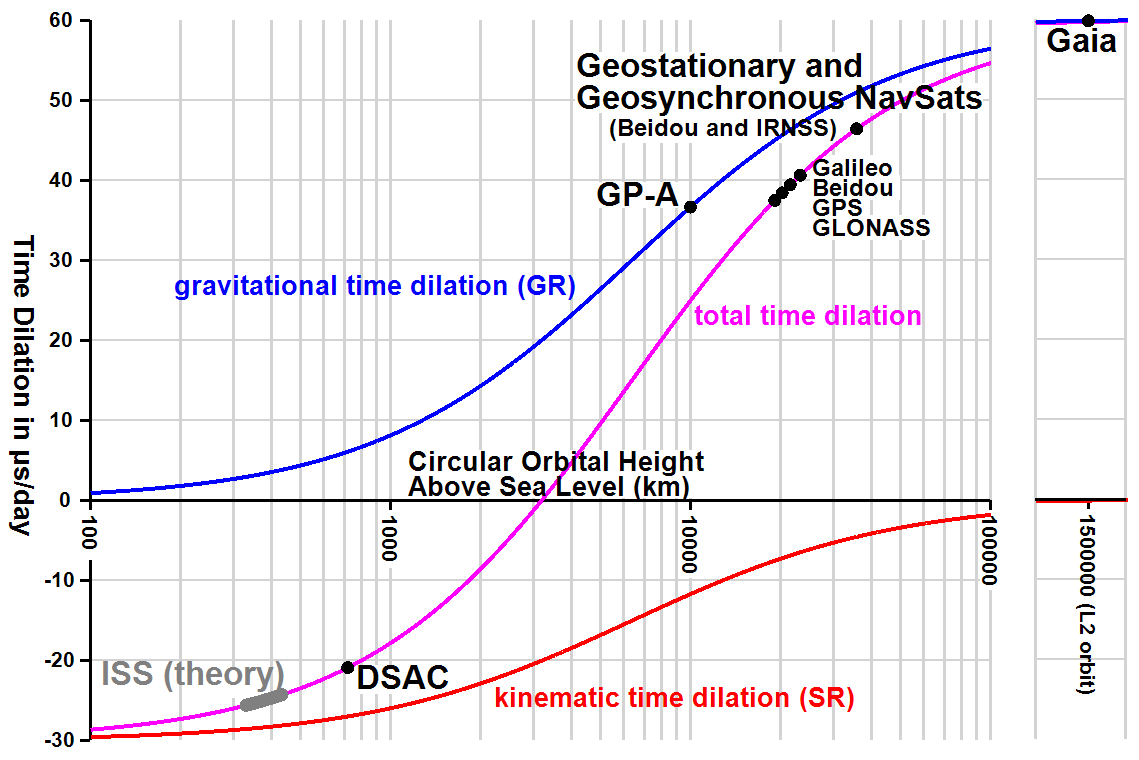 60
50
40
30
20
10
0
-10
-20
-30
Time Dilation in µs/day
Gaia
Geostationary and
Geosynchronous NavSats
(Beidou and IRNSS)
Galileo
Beidou
GPS
GLONASS
GP-A
gravitational time dilation (GR)
total time dilation
Circular Orbital Height
Above Sea Level (km)
100
1000
10000
100000
1500000 (L2 orbit)
ISS (theory)
DSAC
kinematic time dilation (SR)